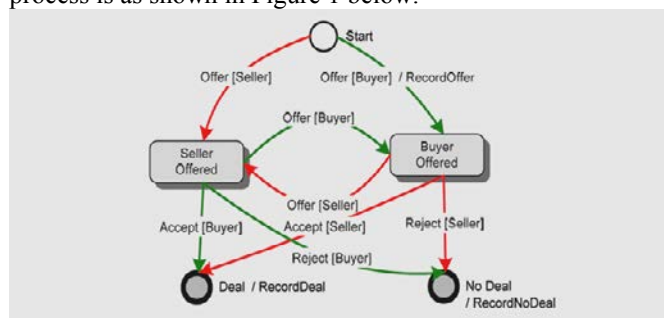 process is as shown in Figure 1 below:
Start
Offer [Seller]
Offer [Buyer] / RecordOffer
Offer [Buyer]
Seller
Offered
Buyer
Offered
Offer [Seller]
Accept [Buyer]
Accept [Seller]
Reject [Seller]
Reject [Buyer]
Deal / RecordDeal
No Deal
/ RecordNoDeal